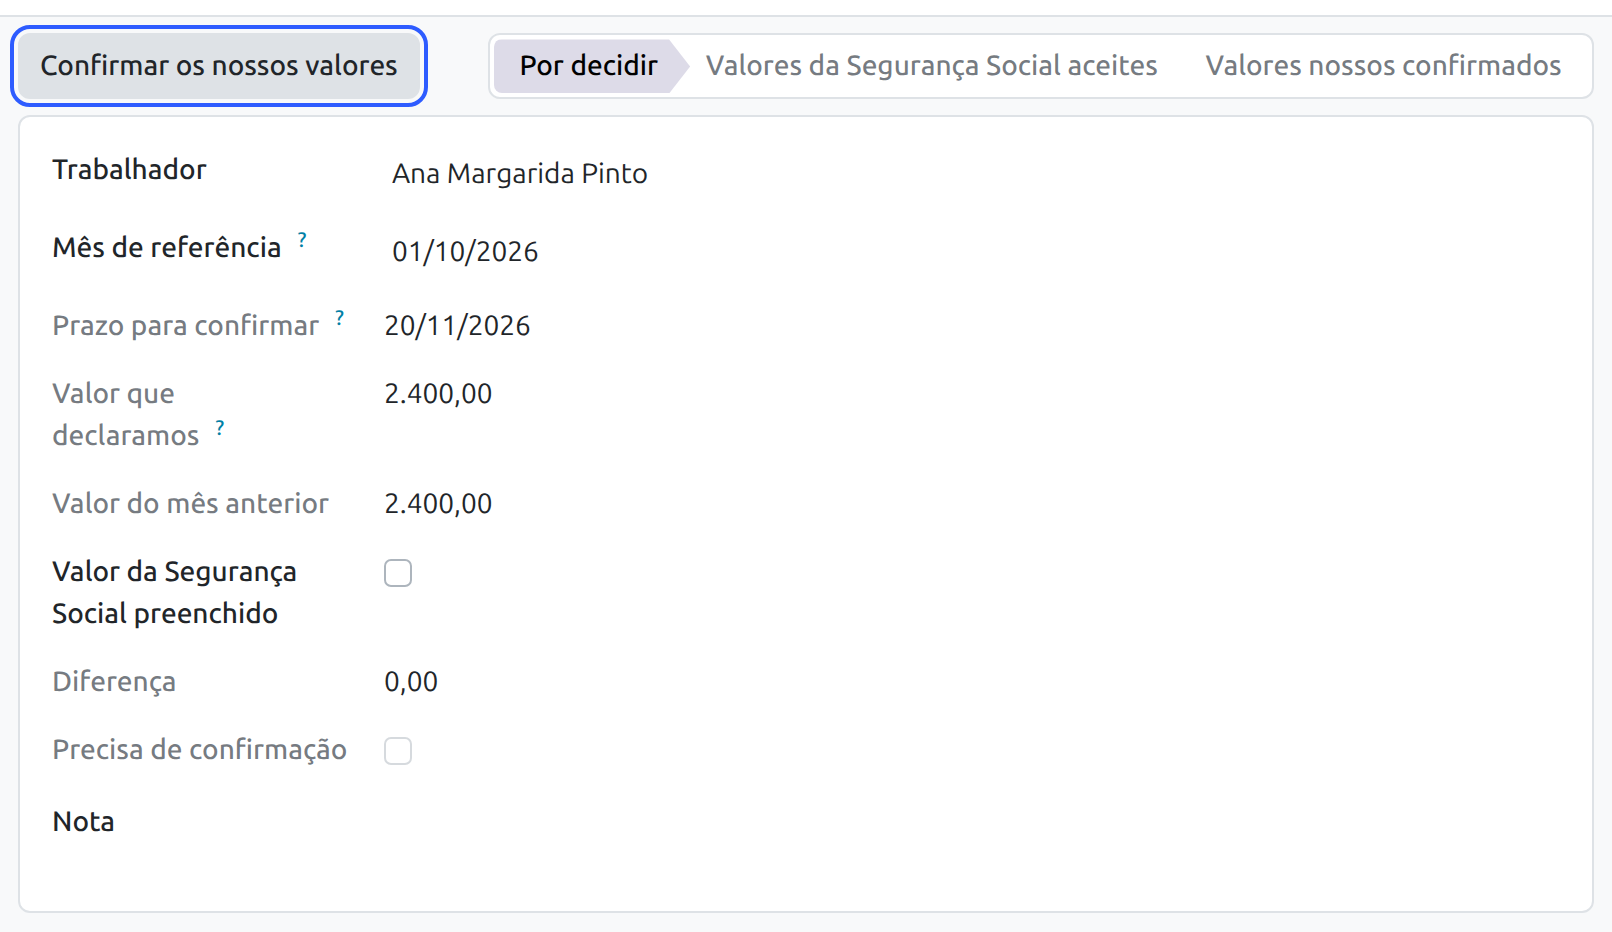 Confirmar os nossos valores
Por decidir
Valores da Segurança Social aceites
Valores nossos confirmados
Trabalhador
Ana Margarida Pinto
Mês de referência ?
01/10/2026
Prazo para confirmar ?
20/11/2026
Valor que
declaramos ?
2.400,00
Valor do mês anterior
2.400,00
Valor da Segurança
Social preenchido
Diferença
0,00
Precisa de confirmação
Nota